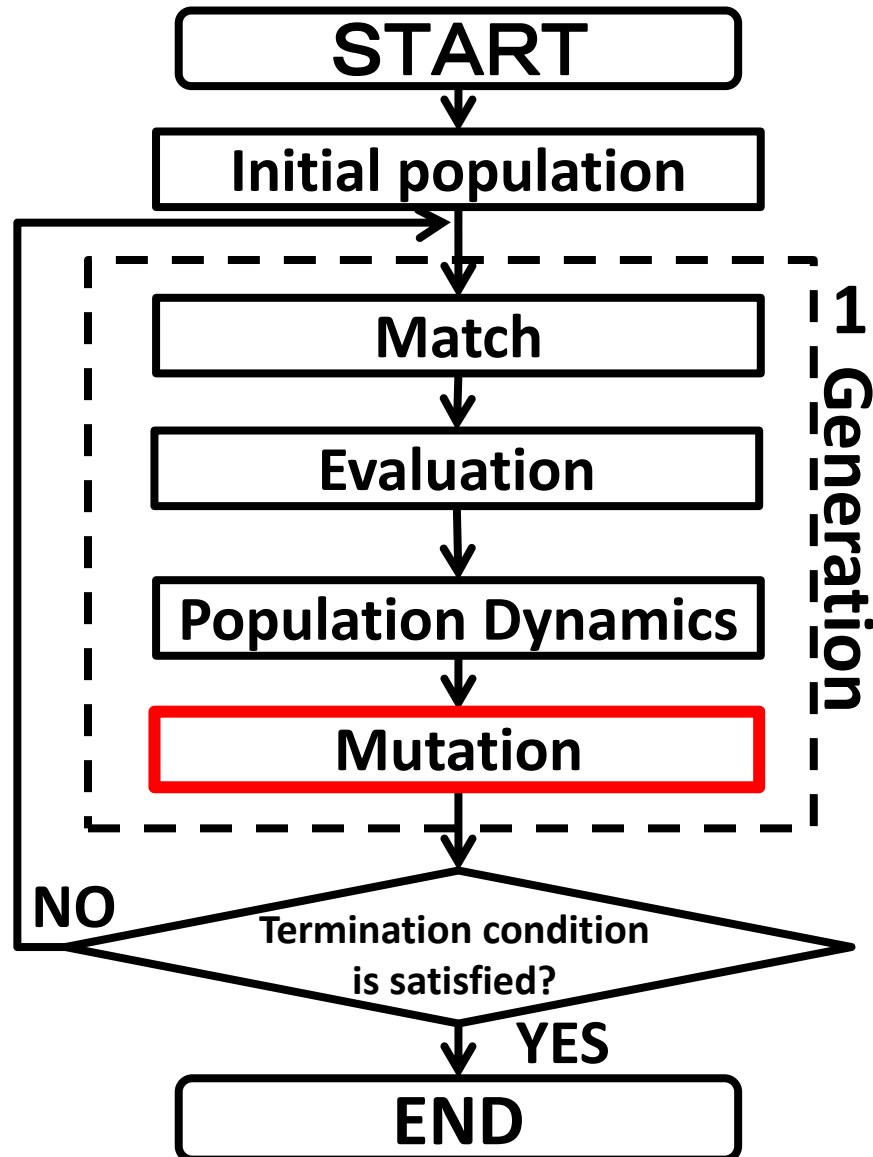 START
Initial population
Match
1 Generation
Evaluation
Population Dynamics
Mutation
NO
Termination condition
is satisfied?
YES
END